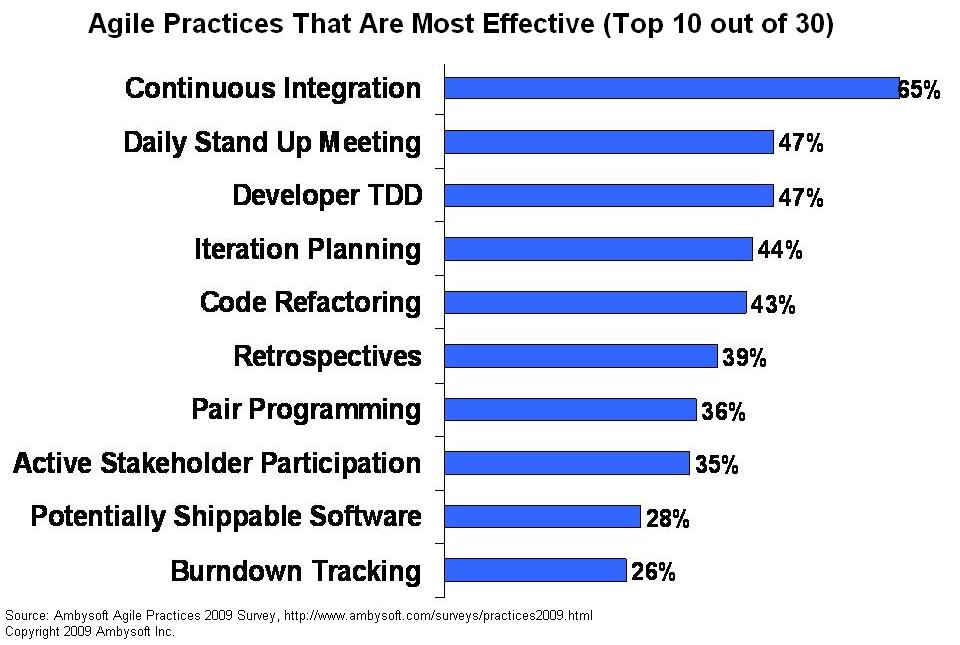 Agile Practices That Are Most Effective (Top 10 out of 30)
Continuous Integration 65%
Daily Stand Up Meeting 47%
Developer TDD 47%
Iteration Planning 44%
Code Refactoring 43%
Retrospectives 39%
Pair Programming 36%
Active Stakeholder Participation 35%
Potentially Shippable Software 28%
Burndown Tracking 26%
Source: Ambysoft Agile Practices 2009 Survey, http://www.ambysoft.com/surveys/practices2009.html
Copyright 2009 Ambysoft Inc.